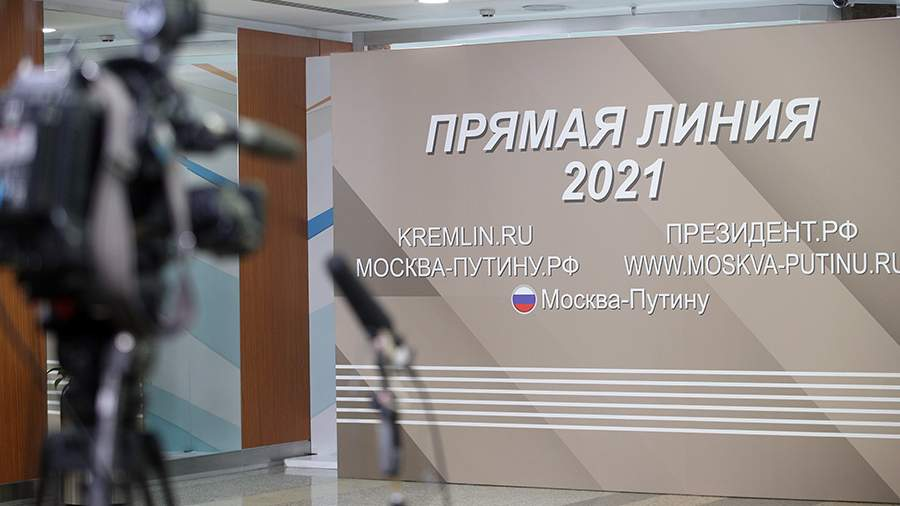 ПРЯМАЯ ЛИНИЯ
2021
KREMLIN.RU
МОСКВА-ПУТИНУ.РФ
ПРЕЗИДЕНТ.РФ
WWW.MOSKVA-PUTINU.RU
Москва-Путину